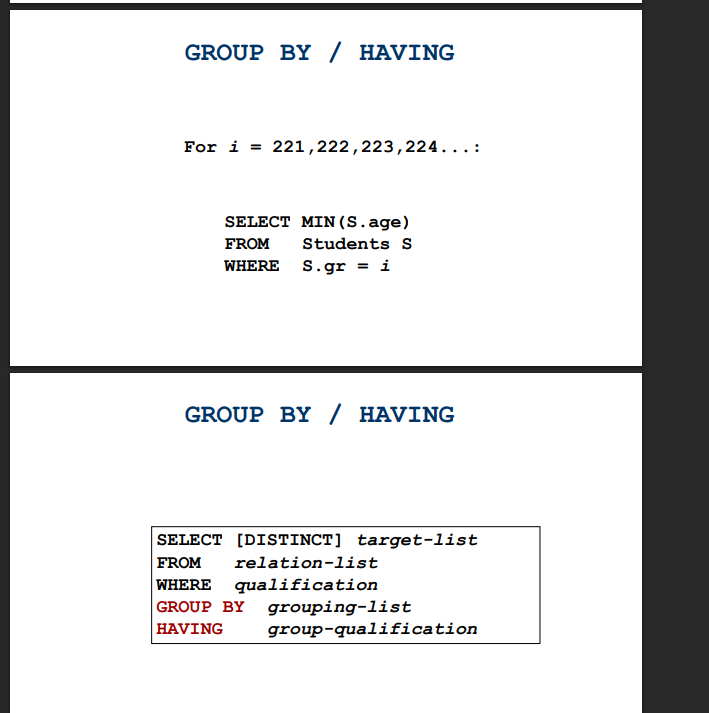 GROUP BY / HAVING
For i = 221,222,223,224...:
SELECT MIN(S.age)
FROM Students S
WHERE S.gr = i
GROUP BY / HAVING
SELECT [DISTINCT] target-list
FROM relation-list
WHERE qualification
GROUP BY grouping-list
HAVING group-qualification